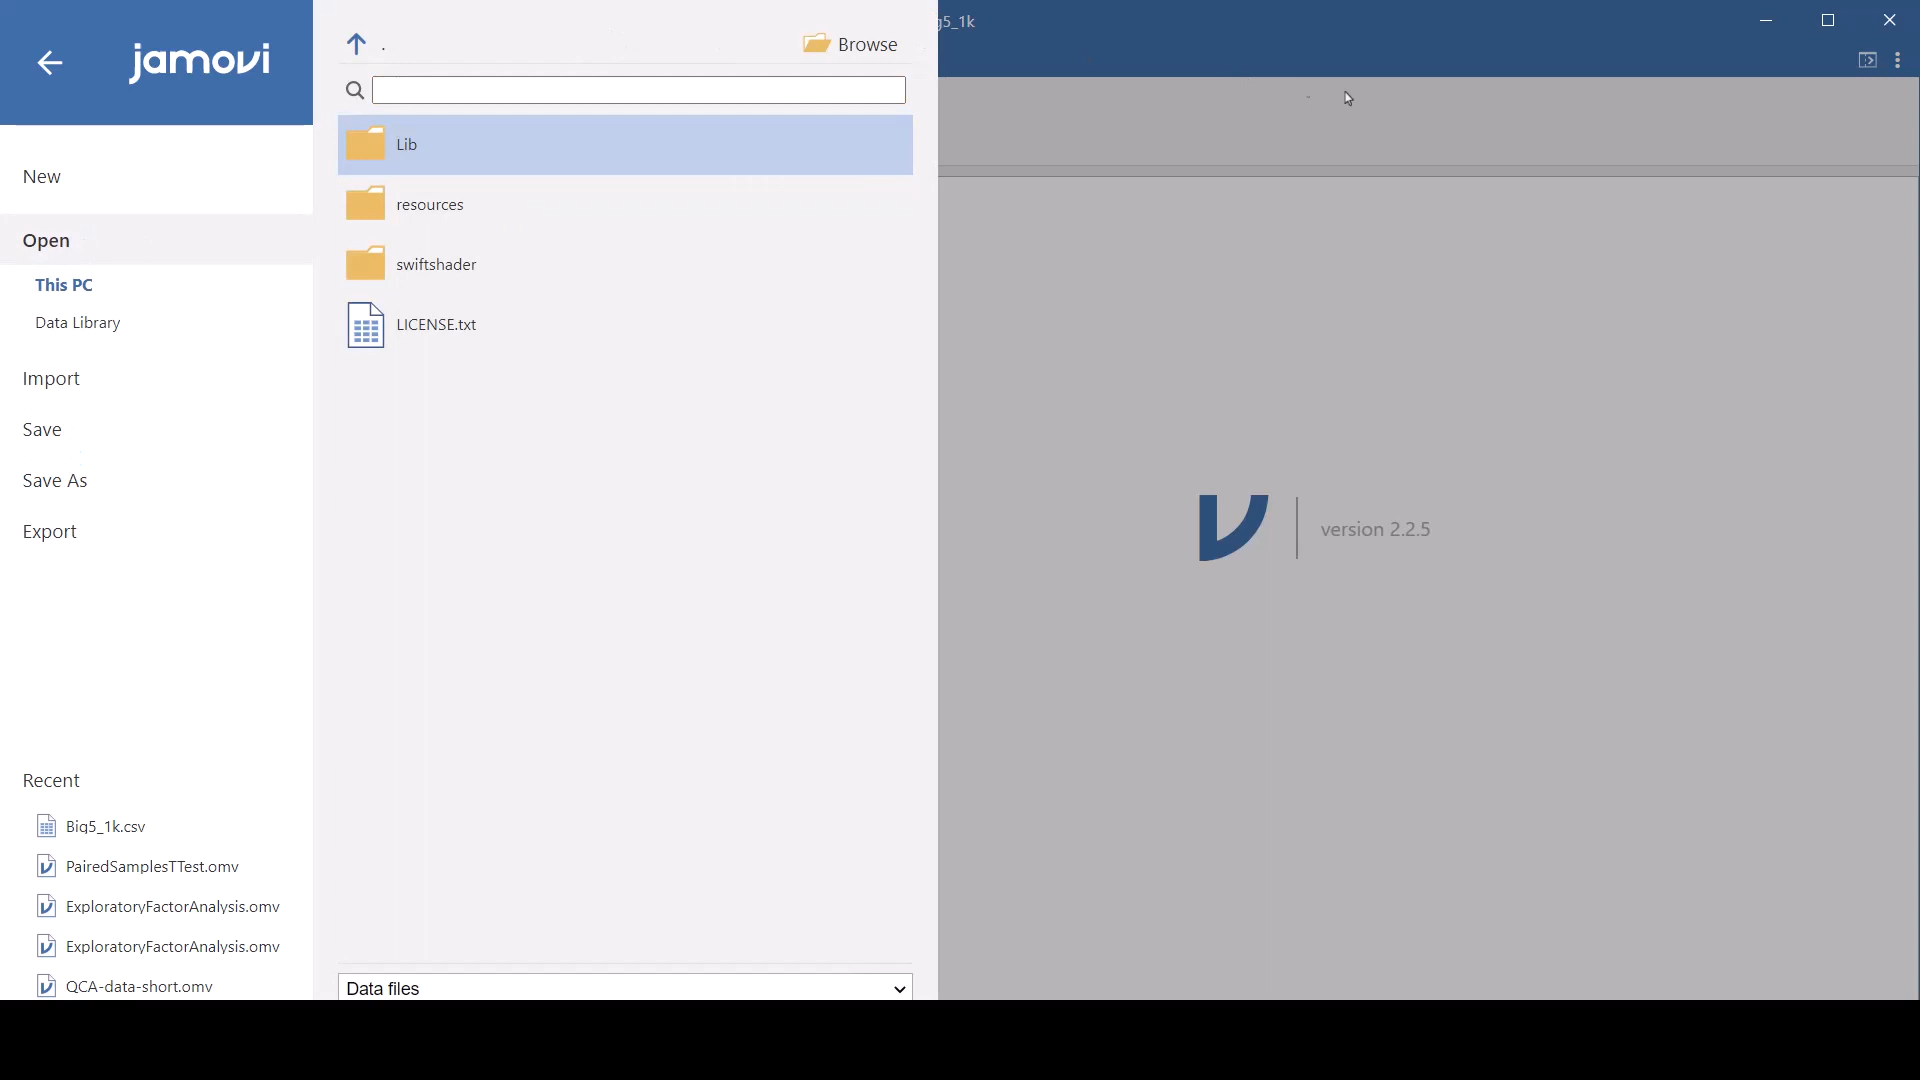 jamovi
New
Open
This PC
Data Library
Import
Save
Save As
Export
Recent
Big5_1k.csv
PairedSamplesTTest.omv
ExploratoryFactorAnalysis.omv
ExploratoryFactorAnalysis.omv
QCA-data-short.omv
.
Browse
Lib
resources
swiftshader
LICENSE.txt
Data files
g5_1k
version 2.2.5